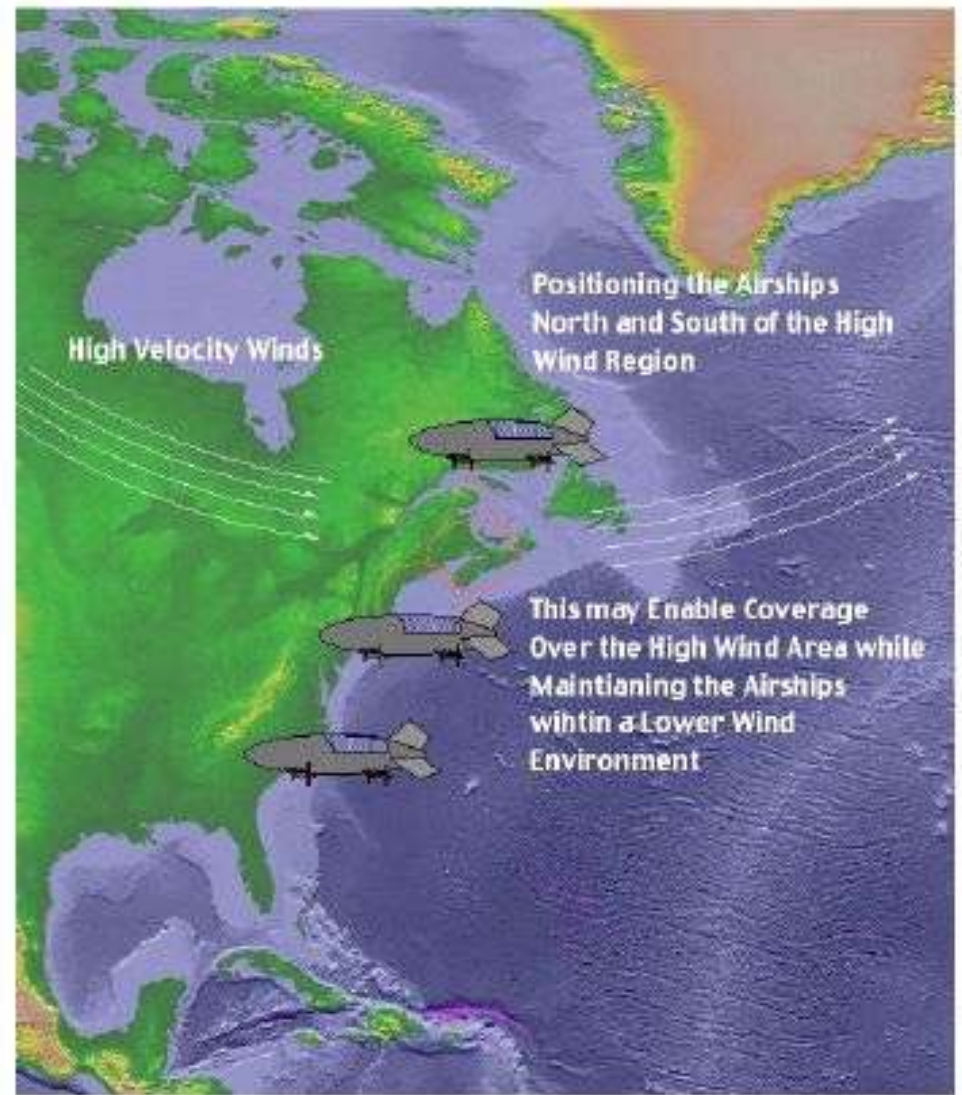 Positioning the Airships
North and South of the High
Wind Region
High Velocity Winds
This may Enable Coverage
Over the High Wind Area while
Maintianing the Airships
wihtin a Lower Wind
Environment